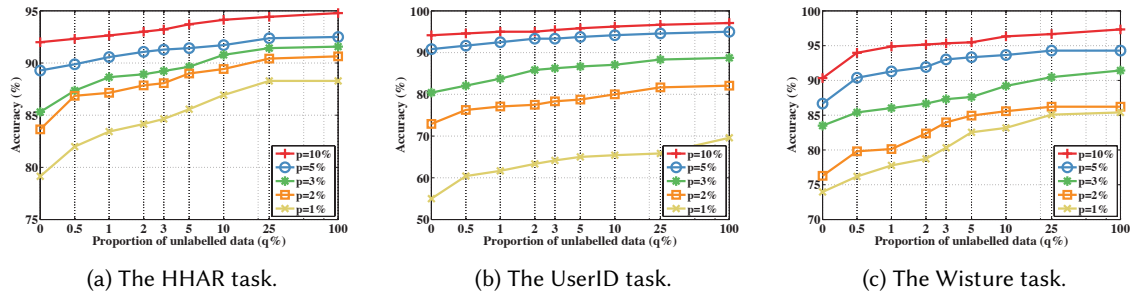 95%
90%
85%
80%
75%
Accuracy (%)
0 0.5 1 2 3 5 10 25 100
Proportion of unlabelled data (q%)
p=10%
p=5%
p=3%
p=2%
p=1%
(a) The HHAR task.
100
90
80
70
60
50
Accuracy (%)
0 0.5 1 2 3 5 10 25 100
Proportion of unlabelled data (q%)
p=10%
p=5%
p=3%
p=2%
p=1%
(b) The UserID task.
100
95
90
85
80
75
70
Accuracy (%)
0 0.5 1 2 3 5 10 25 100
Proportion of unlabelled data (q%)
p=10%
p=5%
p=3%
p=2%
p=1%
(c) The Wisture task.